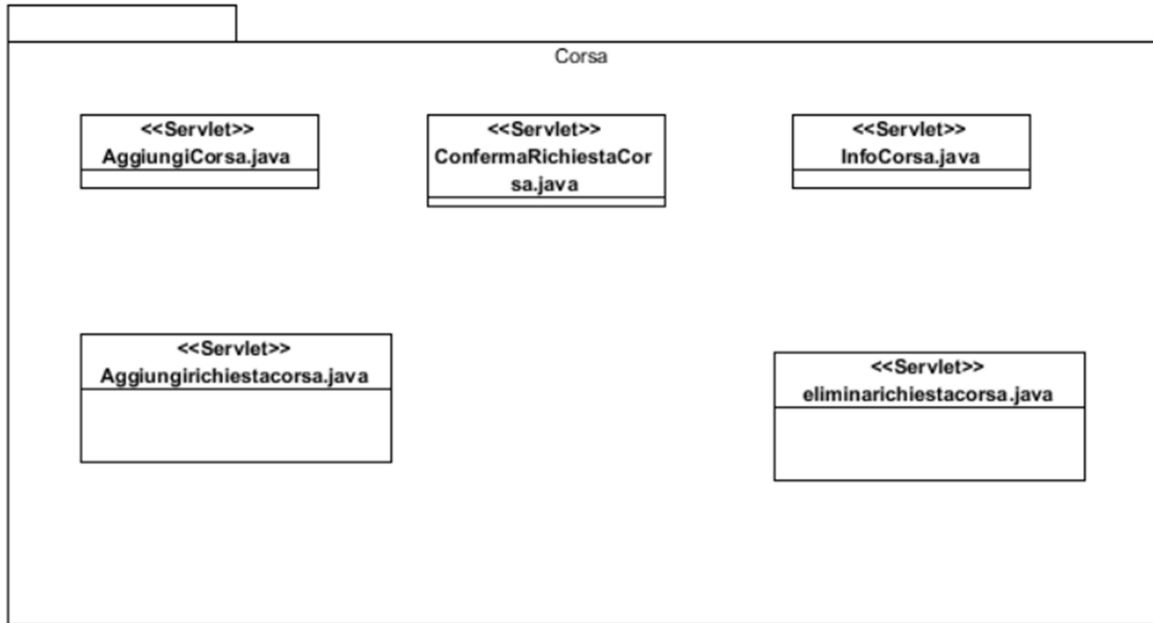 Corsa
<<Servlet>>
AggiungiCorsa.java
<<Servlet>>
ConfermaRichiestaCor
sa.java
<<Servlet>>
InfoCorsa.java
<<Servlet>>
Aggiungirichiestacorsa.java
<<Servlet>>
eliminarichiestacorsa.java